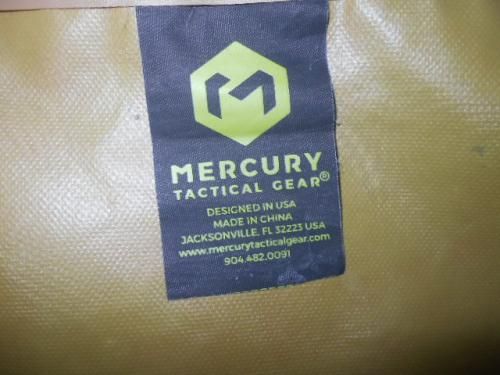 MERCURY
TACTICAL GEAR®
DESIGNED IN USA
MADE IN CHINA
JACKSONVILLE, FL 32223 USA
www.mercurytacticalgear.com
904.482.0091